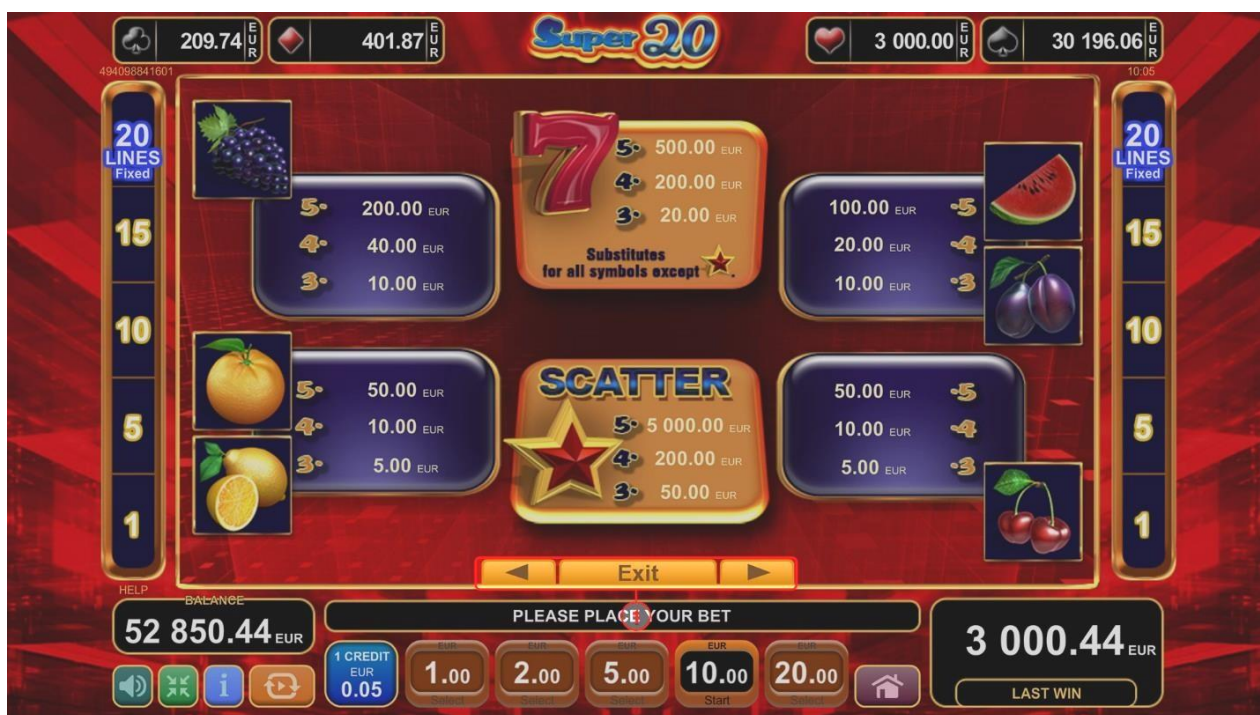 209.74 EUR
401.87 EUR
Super 20
3 000.00 EUR
30 196.06 EUR
494098841601
10:05
20
LINES
Fixed
15
10
5
1
5• 200.00 EUR
4• 40.00 EUR
3• 10.00 EUR
7
5• 500.00 EUR
4• 200.00 EUR
3• 20.00 EUR
Substitutes
for all symbols except .
100.00 EUR •5
20.00 EUR •4
10.00 EUR •3
20
LINES
Fixed
15
10
5
1
5• 50.00 EUR
4• 10.00 EUR
3• 5.00 EUR
SCATTER
5• 5 000.00 EUR
4• 200.00 EUR
3• 50.00 EUR
50.00 EUR •5
10.00 EUR •4
5.00 EUR •3
Exit
HELP
BALANCE
52 850.44 EUR
PLEASE PLACE YOUR BET
1 CREDIT
EUR
0.05
EUR
1.00
Select
EUR
2.00
Select
EUR
5.00
Select
EUR
10.00
Start
EUR
20.00
Select
3 000.44 EUR
LAST WIN
i